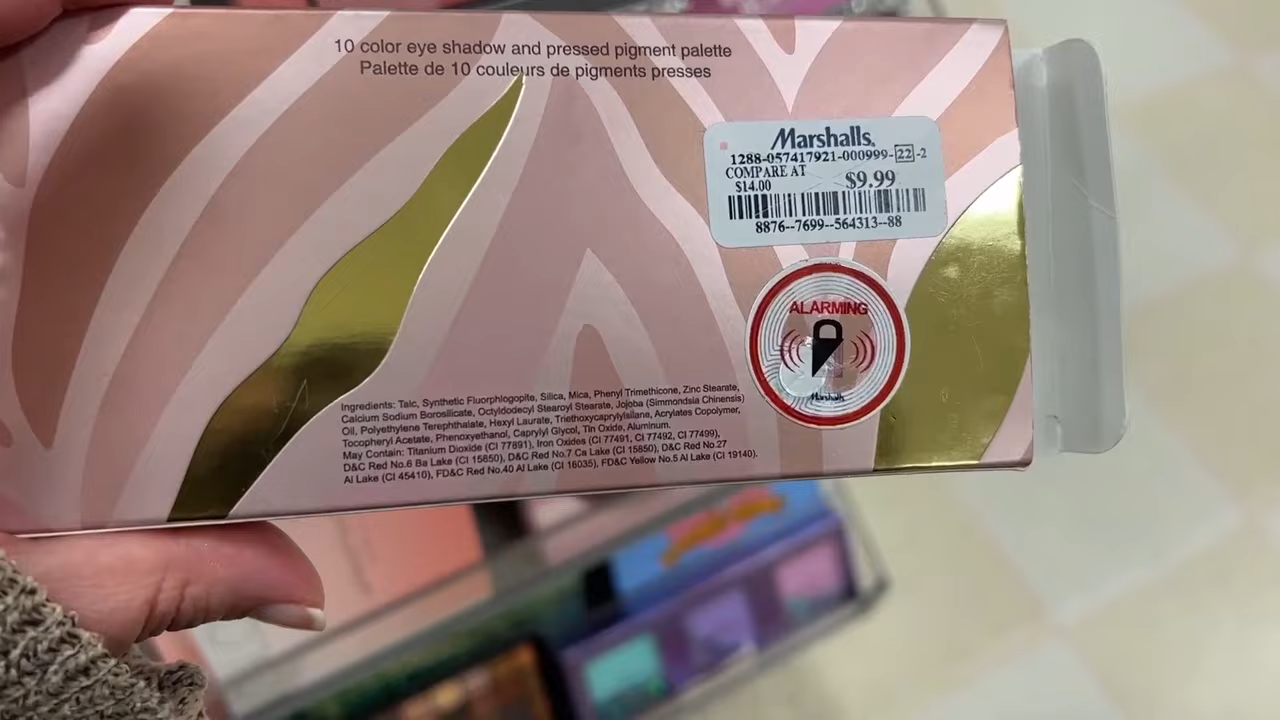 10 color eye shadow and pressed pigment palette
Palette de 10 couleurs de pigments presses
Marshalls.
1288-057417921-000999-22-2
COMPARE AT
$14.00
$9.99
8876--7699--564313--88
ALARMING
Marshalls
Ingredients: Talc, Synthetic Fluorphlogopite, Silica, Mica, Phenyl Trimethicone, Zinc Stearate,
Calcium Sodium Borosilicate, Octyldodecyl Stearoyl Stearate, Jojoba (Simmondsia Chinensis)
Oil, Polyethylene Terephthalate, Hexyl Laurate, Triethoxycaprylylsilane, Acrylates Copolymer,
Tocopheryl Acetate, Phenoxyethanol, Caprylyl Glycol, Tin Oxide, Aluminum.
May Contain: Titanium Dioxide (CI 77891), Iron Oxides (CI 77491, CI 77492, CI 77499),
D&C Red No.6 Ba Lake (CI 15850), D&C Red No.7 Ca Lake (CI 15850), D&C Red No.27
Al Lake (CI 45410), FD&C Red No.40 Al Lake (CI 16035), FD&C Yellow No.5 Al Lake (CI 19140).